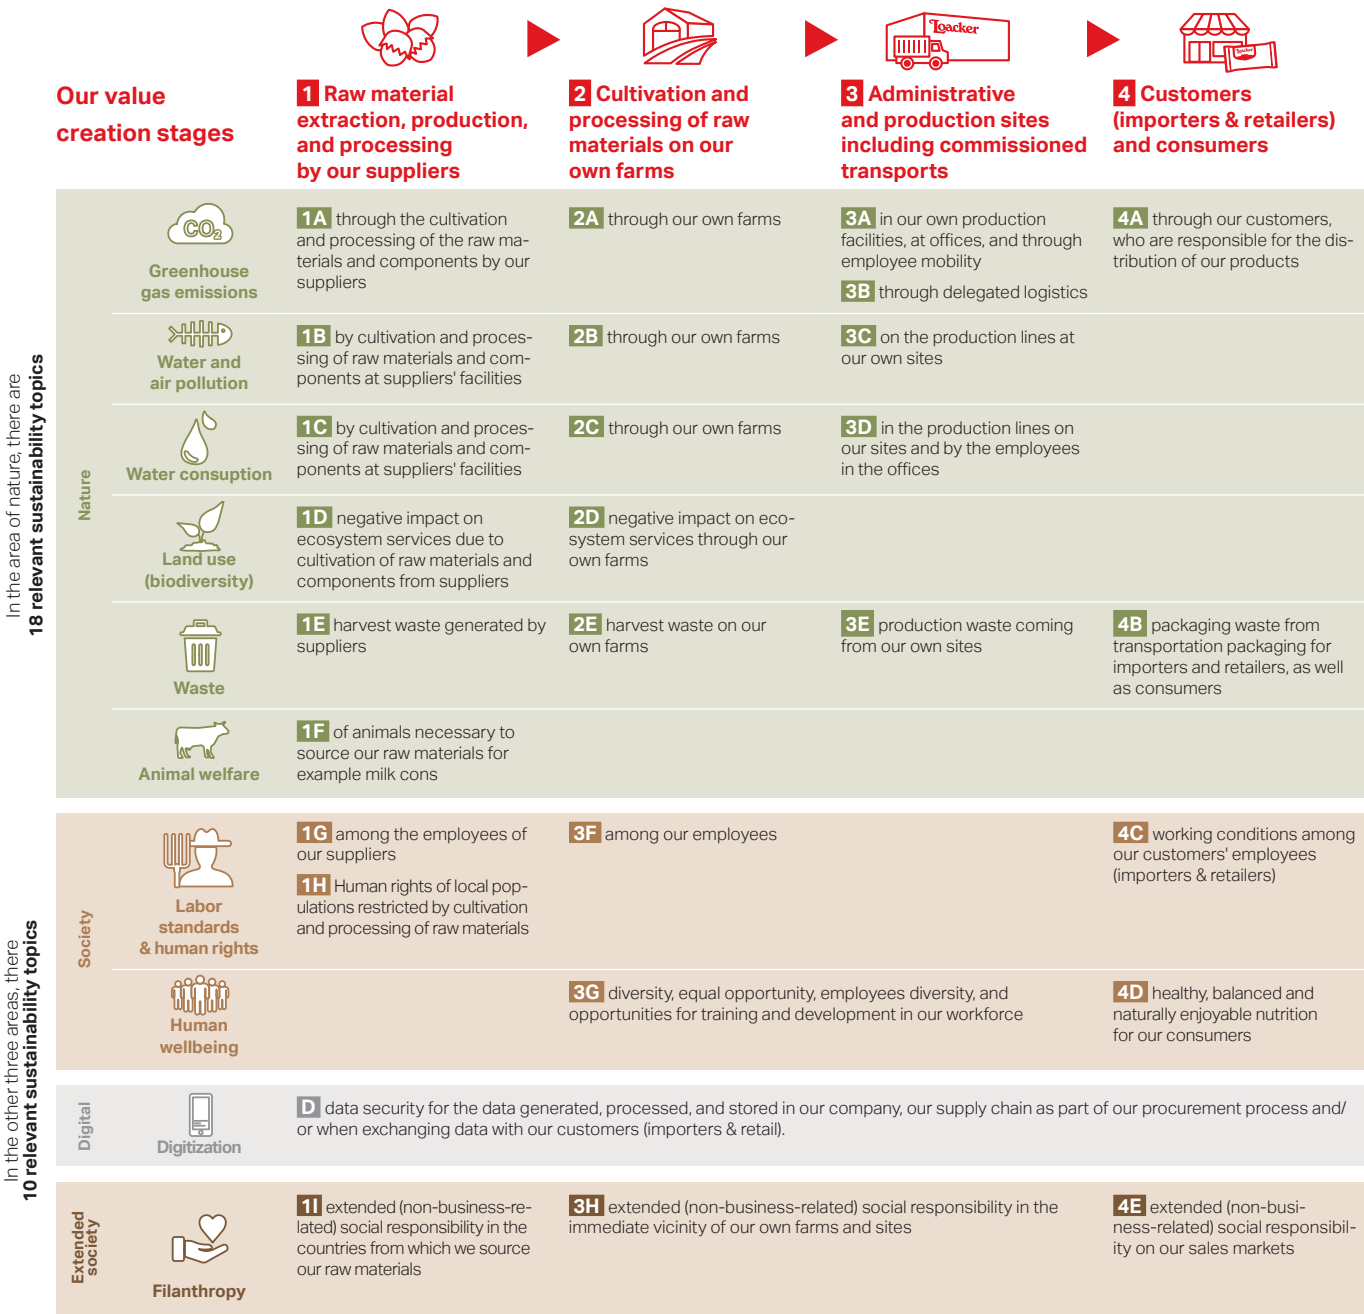 Loacker
Loacker
Our value
creation stages
1 Raw material
extraction, production,
and processing
by our suppliers
2 Cultivation and
processing of raw
materials on our
own farms
3 Administrative
and production sites
including commissioned
transports
4 Customers
(importers & retailers)
and consumers
In the area of nature, there are
18 relevant sustainability topics
Nature
CO2
Greenhouse
gas emissions
1A through the cultivation
and processing of the raw ma-
terials and components by our
suppliers
2A through our own farms
3A in our own production
facilities, at offices, and through
employee mobility
3B through delegated logistics
4A through our customers,
who are responsible for the dis-
tribution of our products
Water and
air pollution
1B by cultivation and proces-
sing of raw materials and com-
ponents at suppliers' facilities
2B through our own farms
3C on the production lines at
our own sites
Water consuption
1C by cultivation and proces-
sing of raw materials and com-
ponents at suppliers' facilities
2C through our own farms
3D in the production lines on
our sites and by the employees
in the offices
Land use
(biodiversity)
1D negative impact on
ecosystem services due to
cultivation of raw materials and
components from suppliers
2D negative impact on eco-
system services through our
own farms
Waste
1E harvest waste generated by
suppliers
2E harvest waste on our
own farms
3E production waste coming
from our own sites
4B packaging waste from
transportation packaging for
importers and retailers, as well
as consumers
Animal welfare
1F of animals necessary to
source our raw materials for
example milk cons
In the other three areas, there
10 relevant sustainability topics
Society
Labor
standards
& human rights
1G among the employees of
our suppliers
1H Human rights of local pop-
ulations restricted by cultivation
and processing of raw materials
3F among our employees
4C working conditions among
our customers' employees
(importers & retailers)
Human
wellbeing
3G diversity, equal opportunity, employees diversity, and
opportunities for training and development in our workforce
4D healthy, balanced and
naturally enjoyable nutrition
for our consumers
Digital
Digitization
D data security for the data generated, processed, and stored in our company, our supply chain as part of our procurement process and/
or when exchanging data with our customers (importers & retail).
Extended
society
Filanthropy
1I extended (non-business-re-
lated) social responsibility in the
countries from which we source
our raw materials
3H extended (non-business-related) social responsibility in the
immediate vicinity of our own farms and sites
4E extended (non-busi-
ness-related) social responsibil-
ity on our sales markets